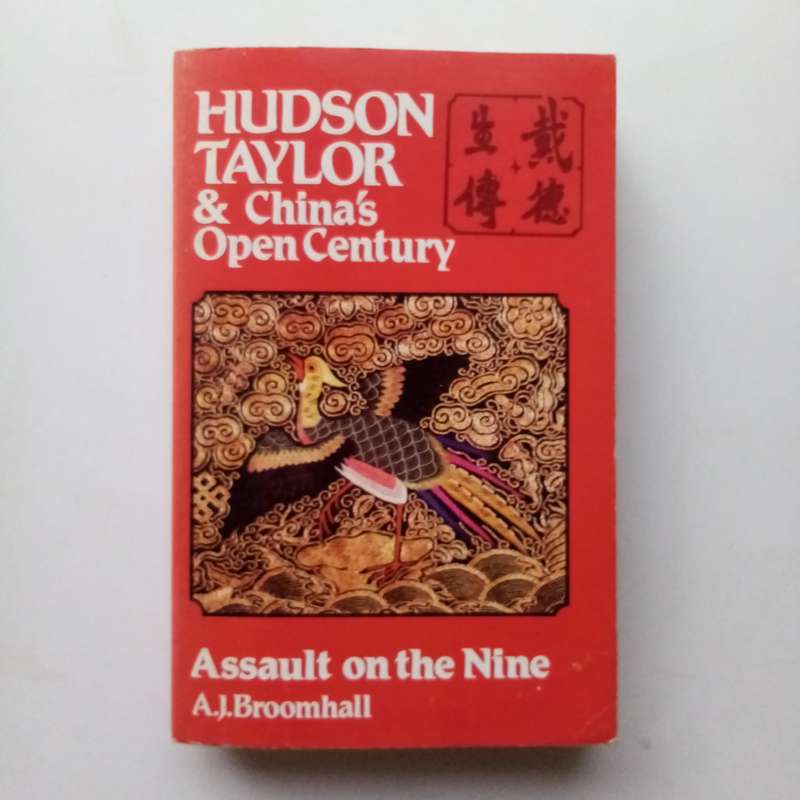 HUDSON
TAYLOR
& China's
Open Century
戴德
生傳
Assault on the Nine
A.J.Broomhall